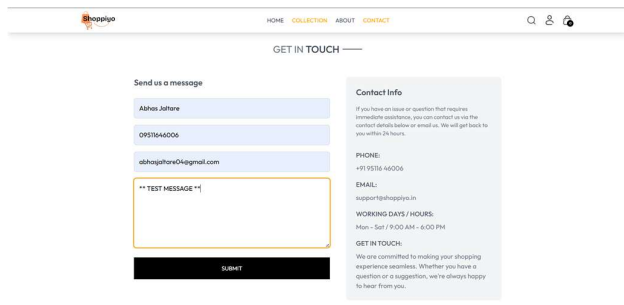 Shoppiyo
HOME COLLECTION ABOUT CONTACT
0
GET IN TOUCH
Send us a message
Abhas Jaltare
09511646006
abhasjaltare04@gmail.com
** TEST MESSAGE **
SUBMIT
Contact Info
If you have an issue or question that requires
immediate assistance, you can contact us via the
contact details below or email us. We will get back to
you within 24 hours.
PHONE:
+91 95116 46006
EMAIL:
support@shoppiyo.in
WORKING DAYS / HOURS:
Mon - Sat / 9:00 AM - 6:00 PM
GET IN TOUCH:
We are committed to making your shopping
experience seamless. Whether you have a
question or a suggestion, we're always happy
to hear from you.